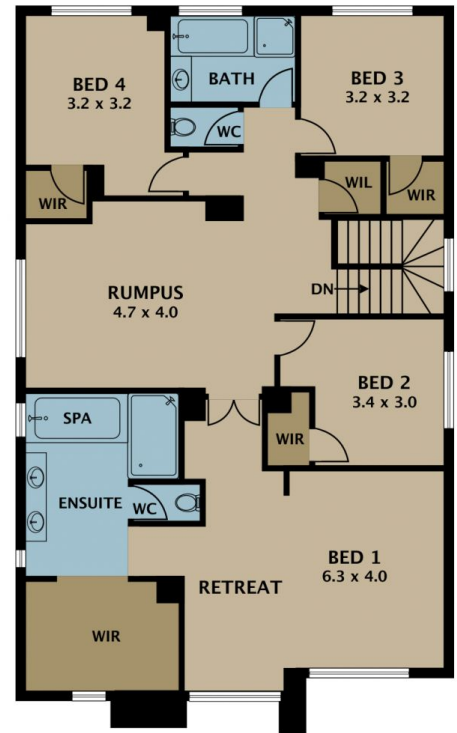 BED 4
3.2 x 3.2
BATH
BED 3
3.2 x 3.2
WC
WIR
WIL
WIR
RUMPUS
4.7 x 4.0
DN
BED 2
3.4 x 3.0
SPA
WIR
ENSUITE
WC
BED 1
6.3 x 4.0
RETREAT
WIR